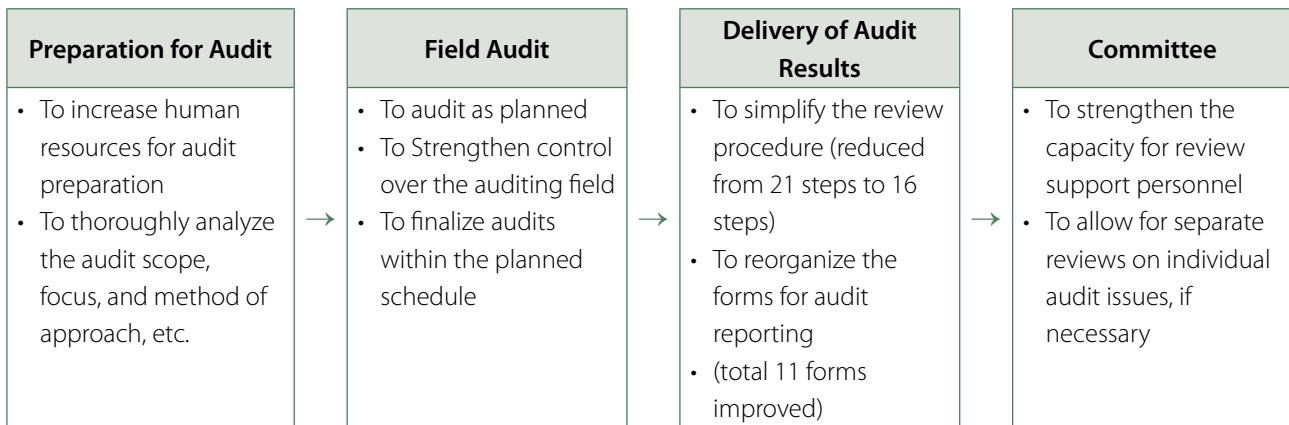 Preparation for Audit
• To increase human
resources for audit
preparation
• To thoroughly analyze
the audit scope,
focus, and method of
approach, etc.
→
Field Audit
• To audit as planned
• To Strengthen control
over the auditing field
• To finalize audits
within the planned
schedule
→
Delivery of Audit
Results
• To simplify the review
procedure (reduced
from 21 steps to 16
steps)
• To reorganize the
forms for audit
reporting
• (total 11 forms
improved)
→
Committee
• To strengthen the
capacity for review
support personnel
• To allow for separate
reviews on individual
audit issues, if
necessary